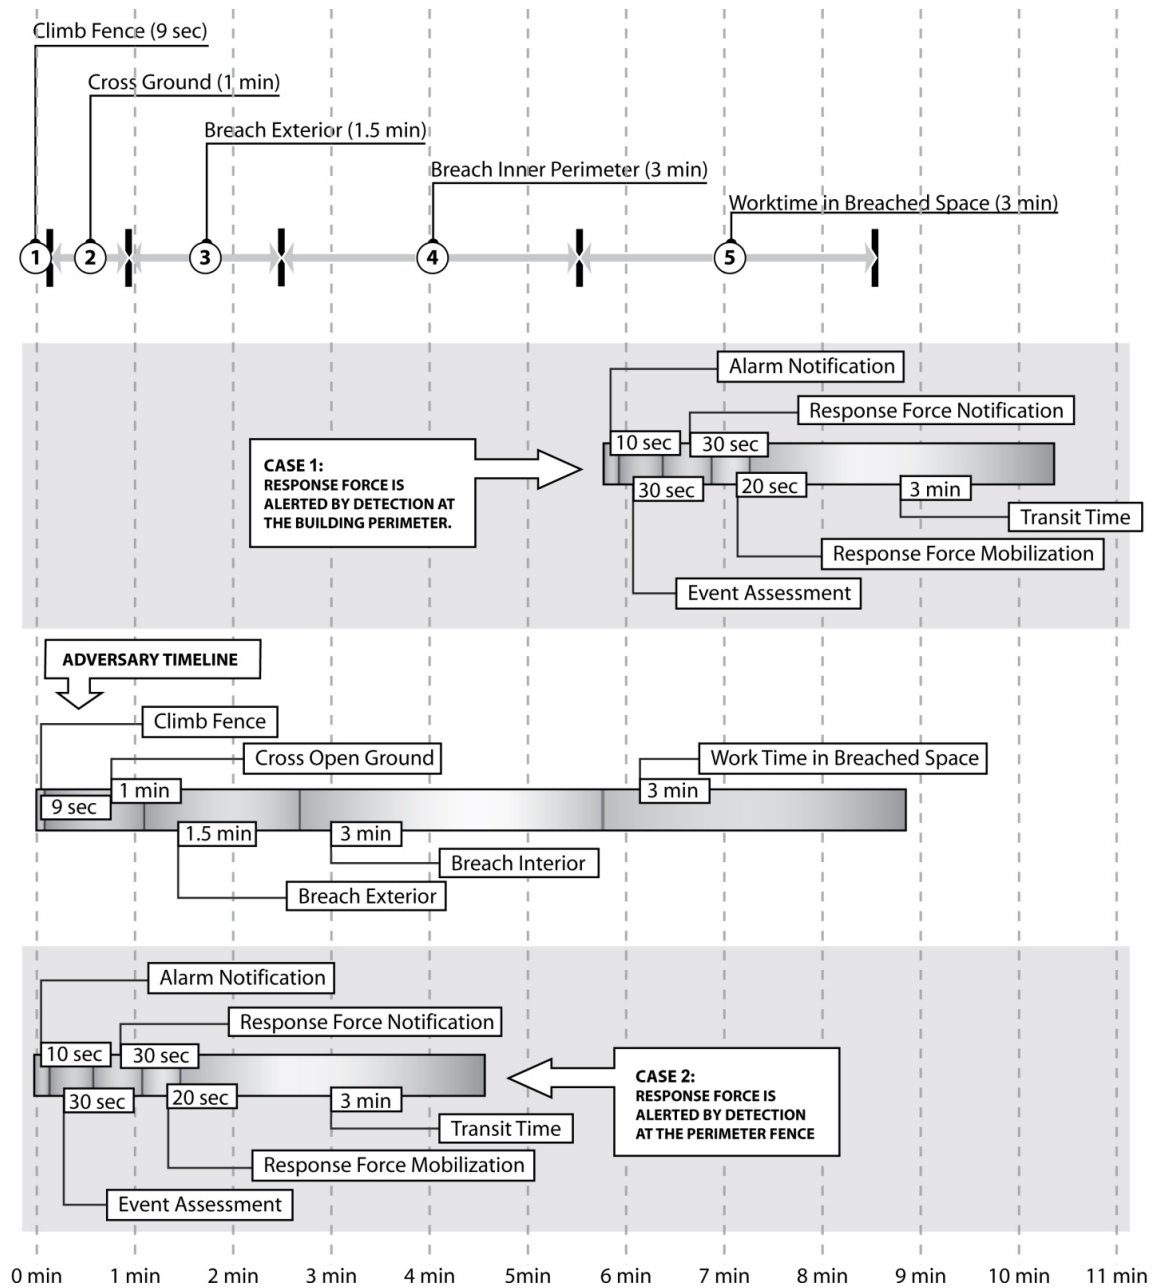 Climb Fence (9 sec)
Cross Ground (1 min)
Breach Exterior (1.5 min)
Breach Inner Perimeter (3 min)
Worktime in Breached Space (3 min)
1
2
3
4
5
Alarm Notification
Response Force Notification
10 sec
30 sec
CASE 1:
RESPONSE FORCE IS
ALERTED BY DETECTION AT
THE BUILDING PERIMETER.
30 sec
20 sec
3 min
Transit Time
Response Force Mobilization
Event Assessment
ADVERSARY TIMELINE
Climb Fence
Cross Open Ground
Work Time in Breached Space
1 min
3 min
9 sec
1.5 min
3 min
Breach Interior
Breach Exterior
Alarm Notification
Response Force Notification
10 sec
30 sec
CASE 2:
RESPONSE FORCE IS
ALERTED BY DETECTION
AT THE PERIMETER FENCE
30 sec
20 sec
3 min
Transit Time
Response Force Mobilization
Event Assessment
0 min
1 min
2 min
3 min
4 min
5min
6 min
7 min
8 min
9 min
10 min
11 min